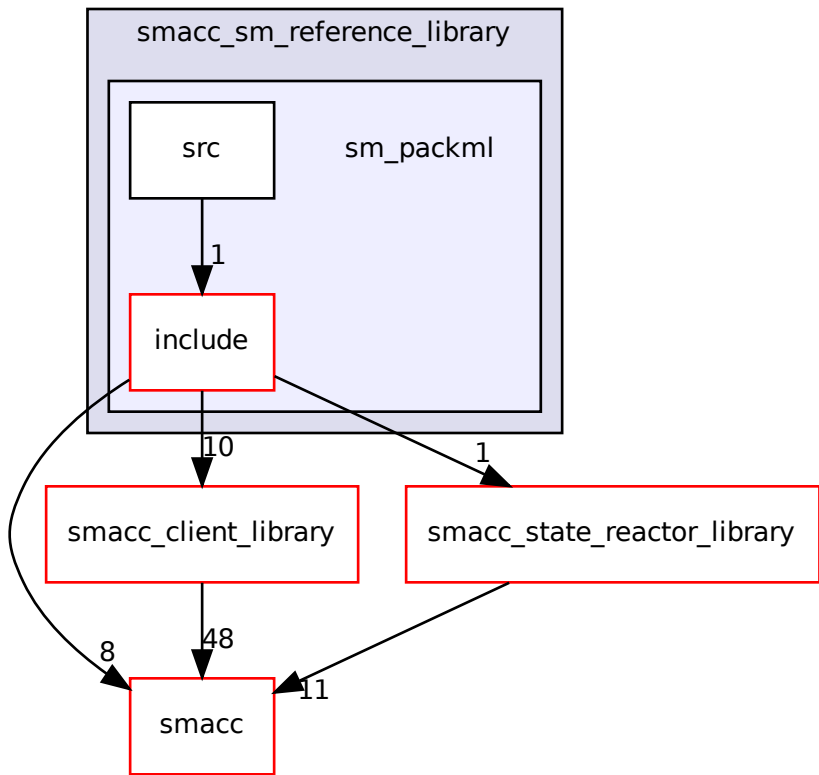 smacc_sm_reference_library
src
sm_packml
1
include
10
1
smacc_client_library
smacc_state_reactor_library
8
48
11
smacc